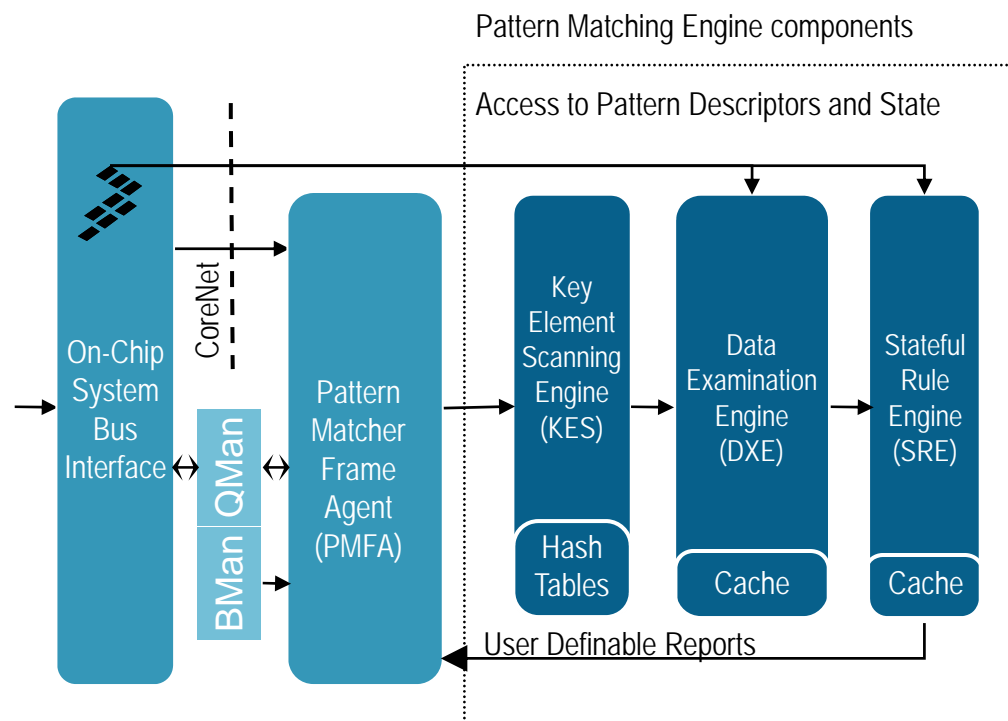 Pattern Matching Engine components
Access to Pattern Descriptors and State
CoreNet
On-Chip
System
Bus
Interface
QMan
BMan
Pattern
Matcher
Frame
Agent
(PMFA)
Key
Element
Scanning
Engine
(KES)
Hash
Tables
Data
Examination
Engine
(DXE)
Cache
Stateful
Rule
Engine
(SRE)
Cache
User Definable Reports